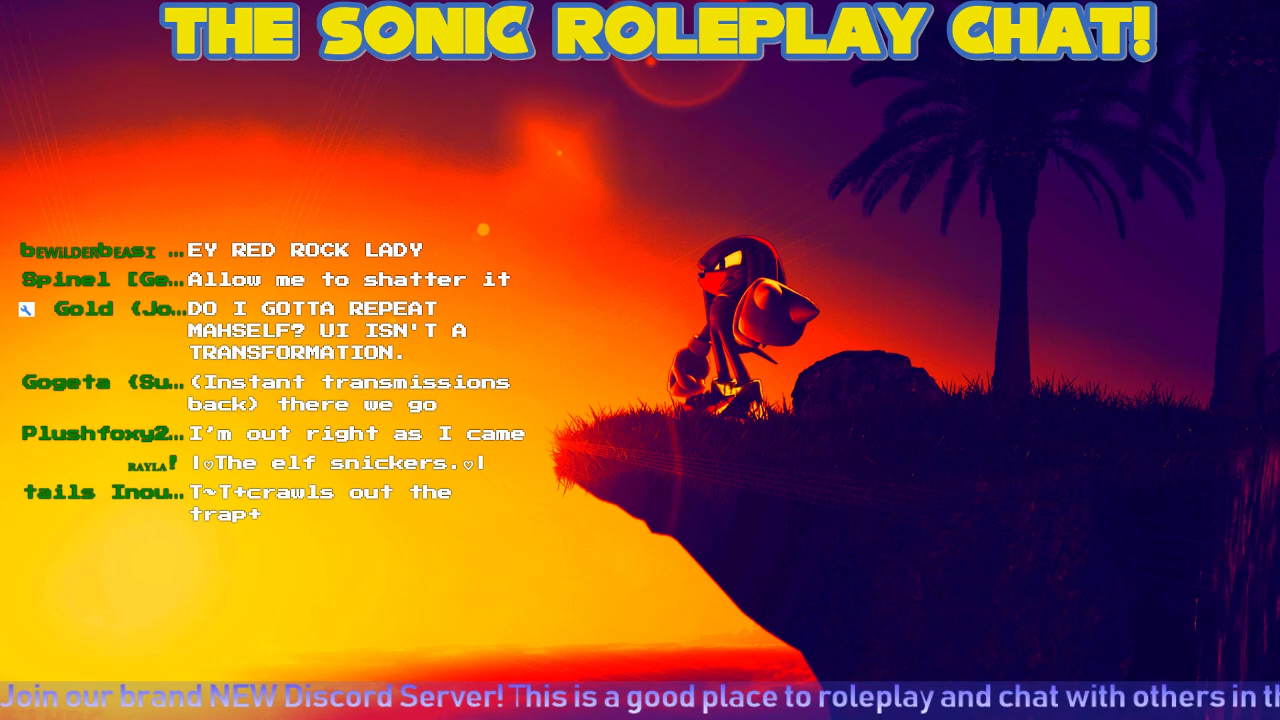 THE SONIC ROLEPLAY CHAT!
bEWILDERbEASt ... EY RED ROCK LADY
Spinel [Ge... Allow me to shatter it
Gold (Jo... DO I GOTTA REPEAT
MAHSELF? UI ISN'T A
TRANSFORMATION.
Gogeta (Su... (Instant transmissions
back) there we go
Plushfoxy2... I'm out right as I came
RAYLA! |♡The elf snickers.♡|
tails Inou... T~T+crawls out the
trap+
Join our brand NEW Discord Server! This is a good place to roleplay and chat with others in th